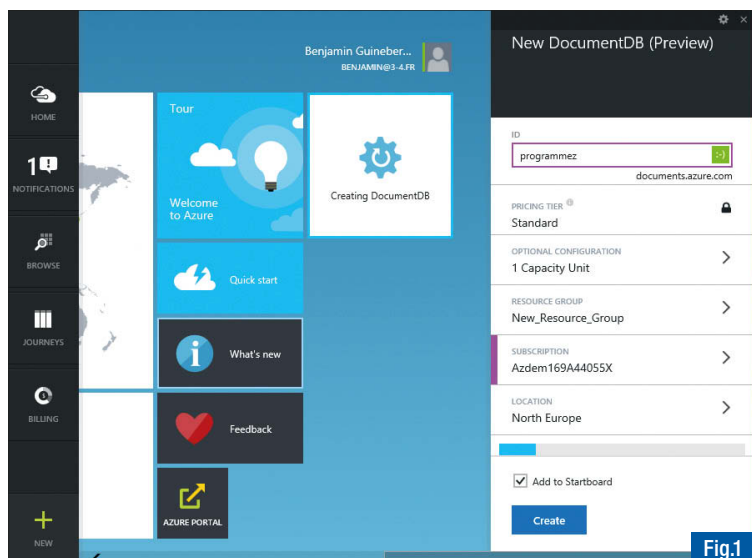 HOME
1
NOTIFICATIONS
BROWSE
JOURNEYS
BILLING
NEW
Benjamin Guineber...
BENJAMIN@3-4.FR
Tour
Welcome
to Azure
Creating DocumentDB
Quick start
What's new
Feedback
AZURE PORTAL
New DocumentDB (Preview)
ID
programmez
:-)
documents.azure.com
PRICING TIER
Standard
OPTIONAL CONFIGURATION
1 Capacity Unit
RESOURCE GROUP
New_Resource_Group
SUBSCRIPTION
Azdem169A44055X
LOCATION
North Europe
Add to Startboard
Create
Fig.1